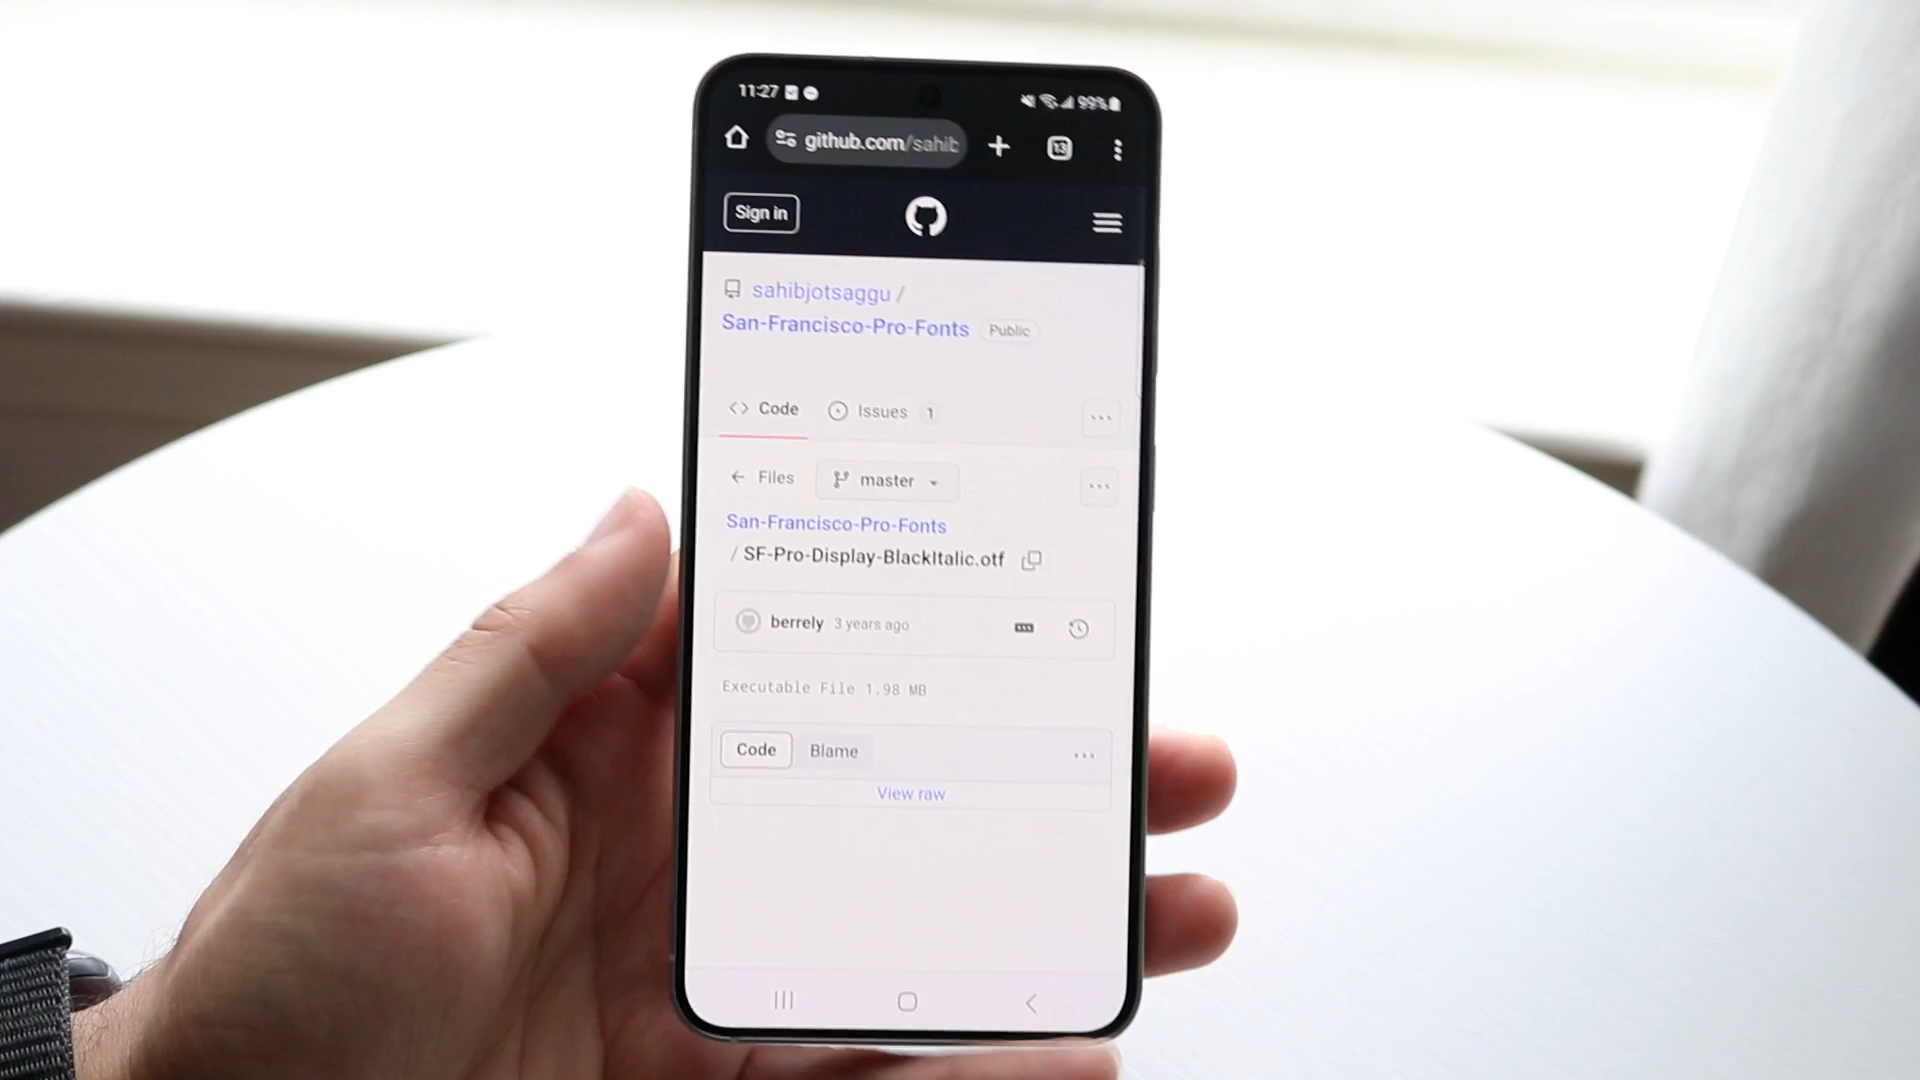 11:27 99%
github.com/sahib 13
Sign in
sahibjotsaggu /
San-Francisco-Pro-Fonts Public
Code Issues 1
Files master
San-Francisco-Pro-Fonts
/ SF-Pro-Display-BlackItalic.otf
berrely 3 years ago
Executable File 1.98 MB
Code Blame
View raw